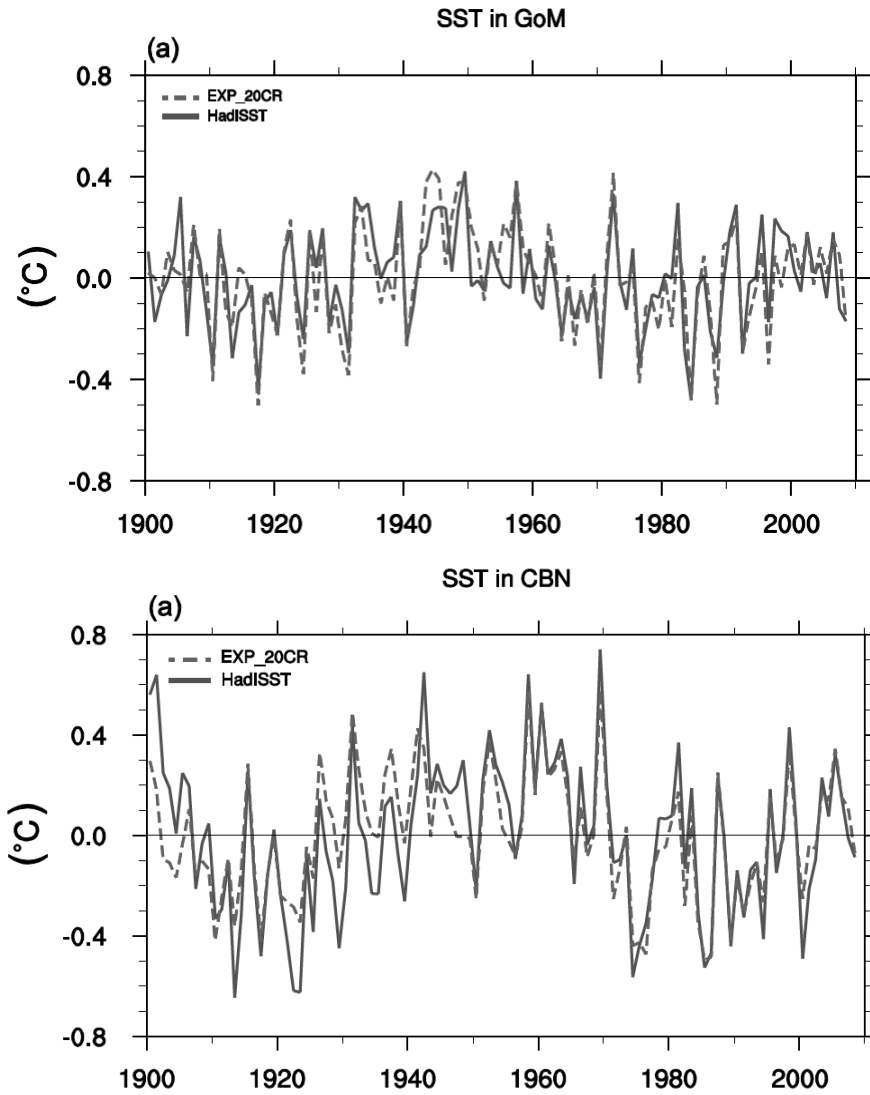 SST in GoM
(a)
0.8
EXP_20CR
HadISST
0.4
(°C)
0.0
-0.4
-0.8
1900 1920 1940 1960 1980 2000
SST in CBN
(a)
0.8
EXP_20CR
HadISST
0.4
(°C)
0.0
-0.4
-0.8
1900 1920 1940 1960 1980 2000